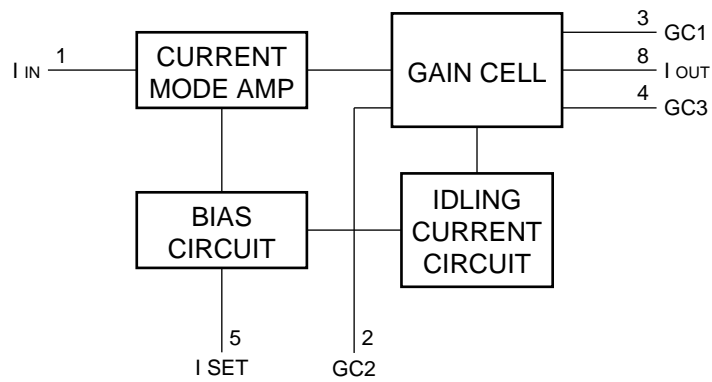 3
GC1
I IN
1
CURRENT
MODE AMP
GAIN CELL
8
I OUT
4
GC3
BIAS
CIRCUIT
IDLING
CURRENT
CIRCUIT
5
I SET
2
GC2